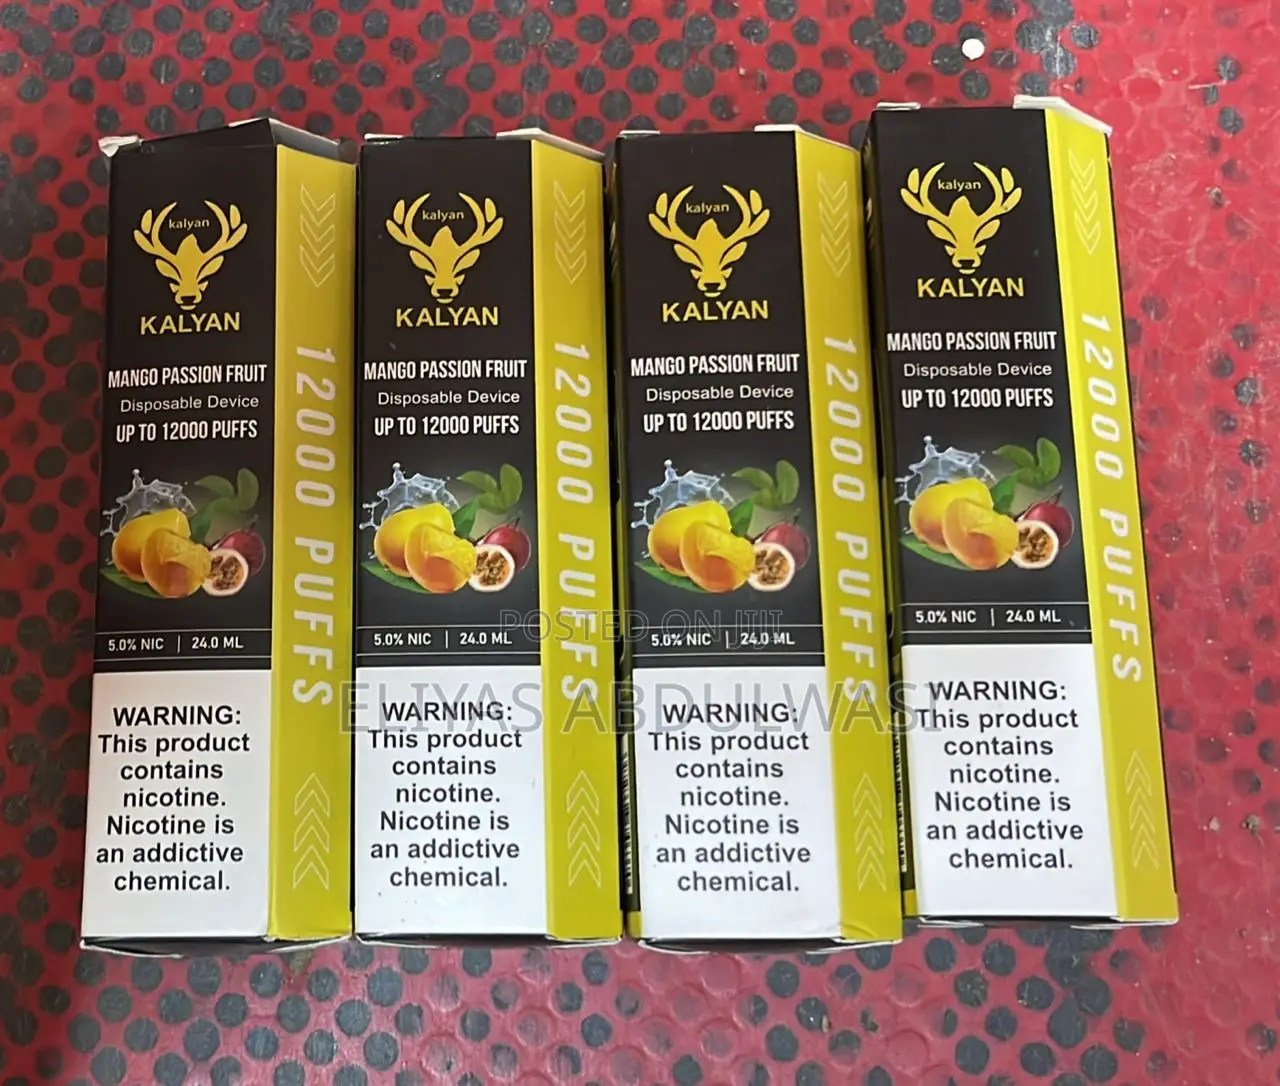 kalyan
KALYAN
MANGO PASSION FRUIT
Disposable Device
UP TO 12000 PUFFS
5.0% NIC | 24.0 ML
WARNING:
This product
contains
nicotine.
Nicotine is
an addictive
chemical.
12000 PUFFS
kalyan
KALYAN
MANGO PASSION FRUIT
Disposable Device
UP TO 12000 PUFFS
5.0% NIC | 24.0 ML
WARNING:
This product
contains
nicotine.
Nicotine is
an addictive
chemical.
12000 PUFFS
kalyan
KALYAN
MANGO PASSION FRUIT
Disposable Device
UP TO 12000 PUFFS
5.0% NIC | 24.0 ML
WARNING:
This product
contains
nicotine.
Nicotine is
an addictive
chemical.
12000 PUFFS
kalyan
KALYAN
MANGO PASSION FRUIT
Disposable Device
UP TO 12000 PUFFS
5.0% NIC | 24.0 ML
WARNING:
This product
contains
nicotine.
Nicotine is
an addictive
chemical.
12000 PUFFS
POSTED ON JIJI
ELIYAS ABDULWASI